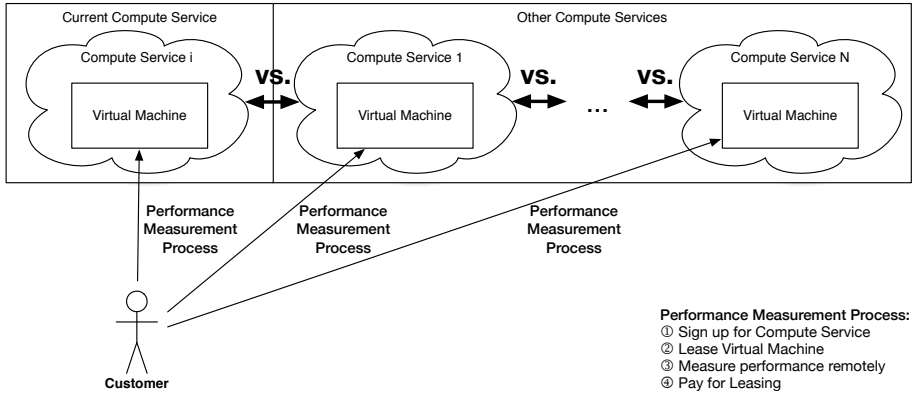 Current Compute Service
Other Compute Services
Compute Service i
Compute Service 1
Compute Service N
vs.
vs.
vs.
Virtual Machine
Virtual Machine
...
Virtual Machine
Performance
Measurement
Process
Performance
Measurement
Process
Performance
Measurement
Process
Customer
Performance Measurement Process:
① Sign up for Compute Service
② Lease Virtual Machine
③ Measure performance remotely
④ Pay for Leasing